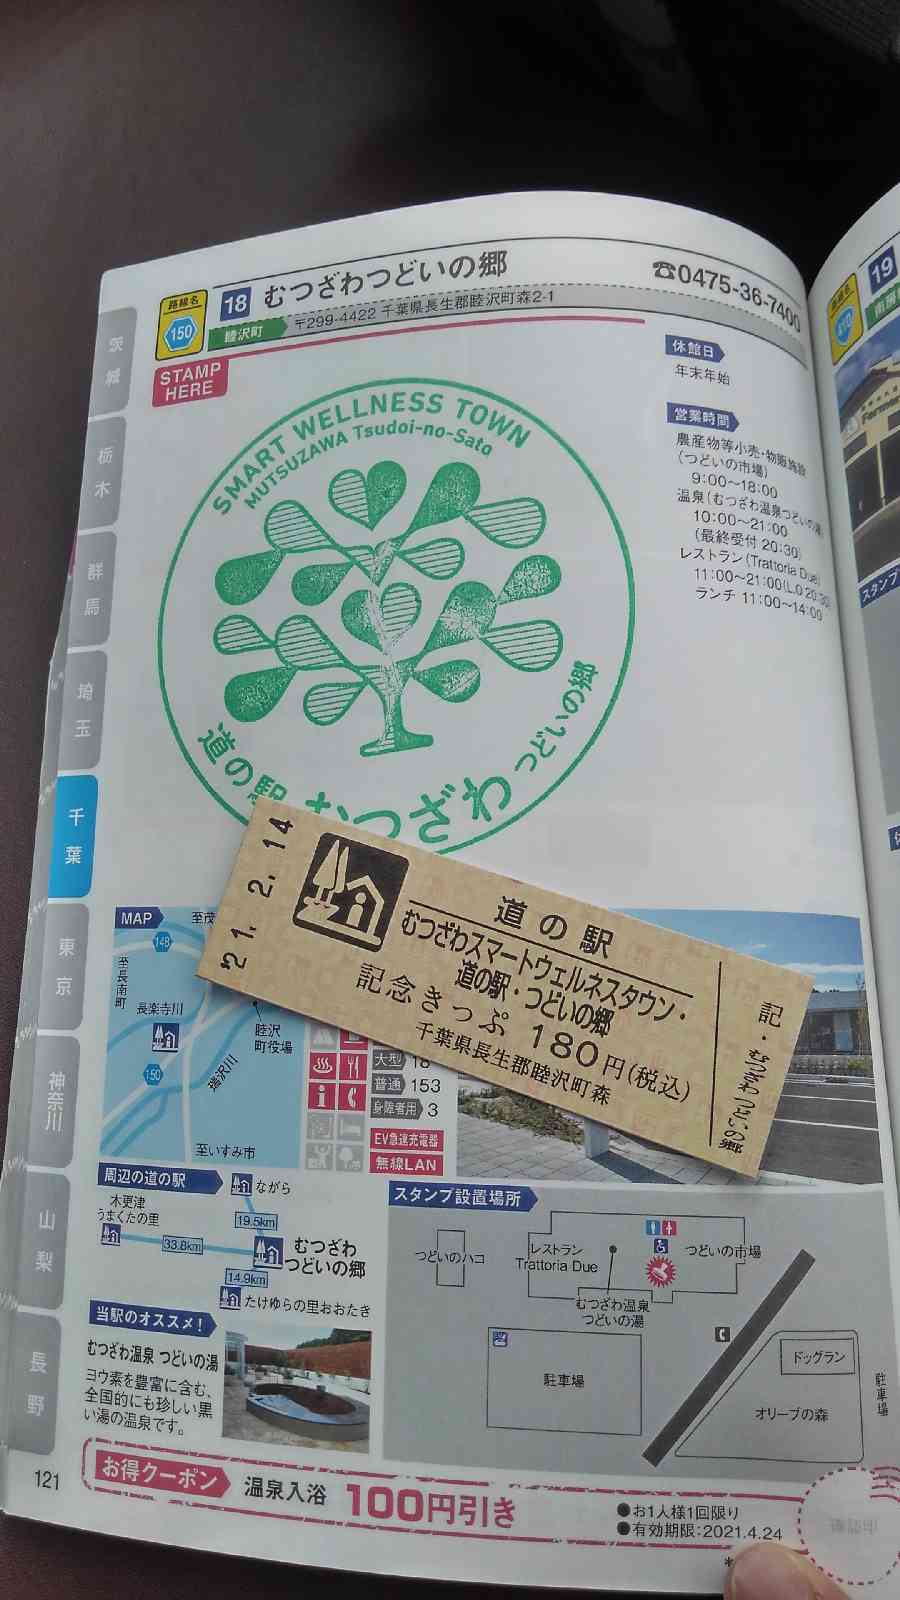 路線名
150
18 むつざわつどいの郷
☎0475-36-7400
睦沢町
〒299-4422 千葉県長生郡睦沢町森2-1
STAMP
HERE
SMART WELLNESS TOWN
MUTSUZAWA Tsudoi-no-Sato
道の駅 むつざわ つどいの郷
休館日
年末年始
営業時間
農産物等小売・物販施設
(つどいの市場)
9:00〜18:00
温泉(むつざわ温泉つどいの湯)
10:00〜21:00
(最終受付 20:30)
レストラン(Trattoria Due)
11:00〜21:00(L.O 20:30)
ランチ 11:00〜14:00
茨城
栃木
群馬
埼玉
千葉
東京
神奈川
山梨
長野
19
スタンプ
'21. 2. 14
道の駅
むつざわスマートウェルネスタウン・
道の駅・つどいの郷
記念きっぷ 180円(税込)
千葉県長生郡睦沢町森
記・むつざわつどいの郷
MAP
至茂
148
至長南町
長楽寺川
睦沢
町役場
150
瑞沢川
至いすみ市
大型 18
普通 153
身障者用 3
EV急速充電器
無線LAN
周辺の道の駅
ながら
木更津
うまくたの里
19.5km
33.8km
むつざわ
つどいの郷
14.9km
たけゆらの里おおたき
スタンプ設置場所
つどいのハコ
レストラン
Trattoria Due
つどいの市場
むつざわ温泉
つどいの湯
駐車場
ドッグラン
オリーブの森
駐車場
当駅のオススメ!
むつざわ温泉 つどいの湯
ヨウ素を豊富に含む、
全国的にも珍しい黒
い湯の温泉です。
121
お得クーポン
温泉入浴 100円引き
●お1人様1回限り
●有効期限:2021.4.24